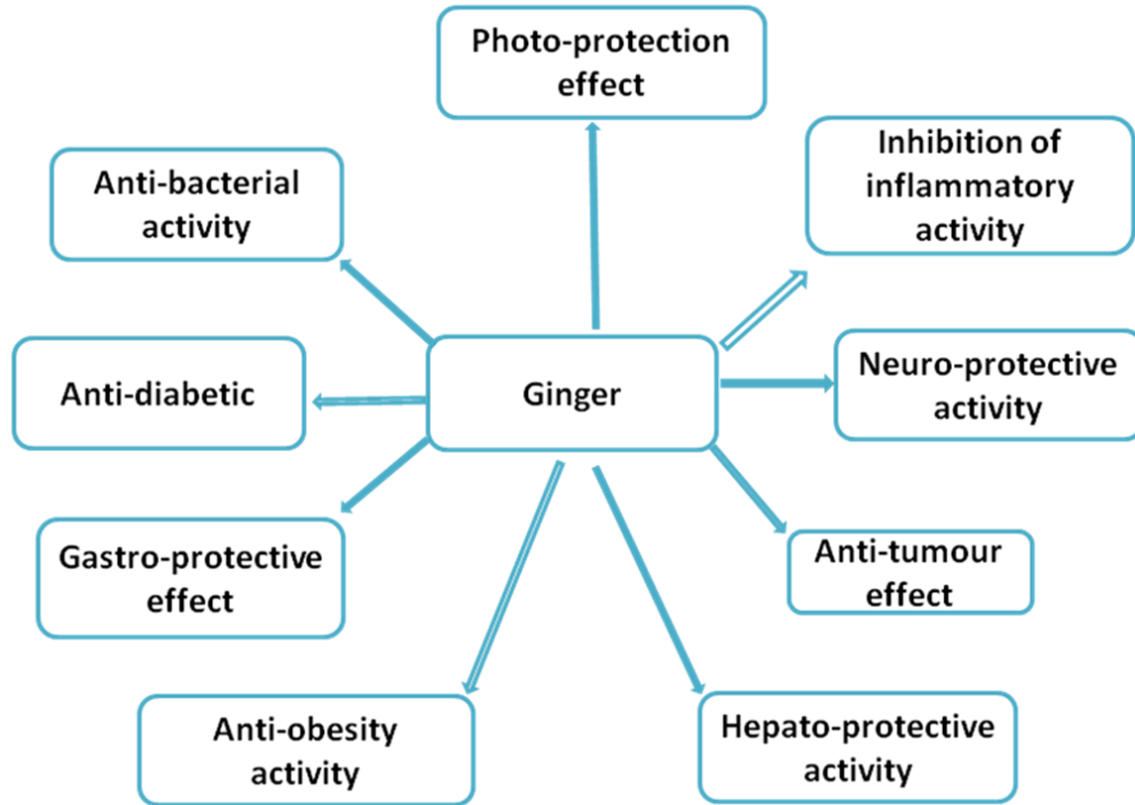 Photo-protection
effect
Inhibition of
inflammatory
activity
Anti-bacterial
activity
Neuro-protective
activity
Anti-diabetic
Ginger
Gastro-protective
effect
Anti-tumour
effect
Anti-obesity
activity
Hepato-protective
activity